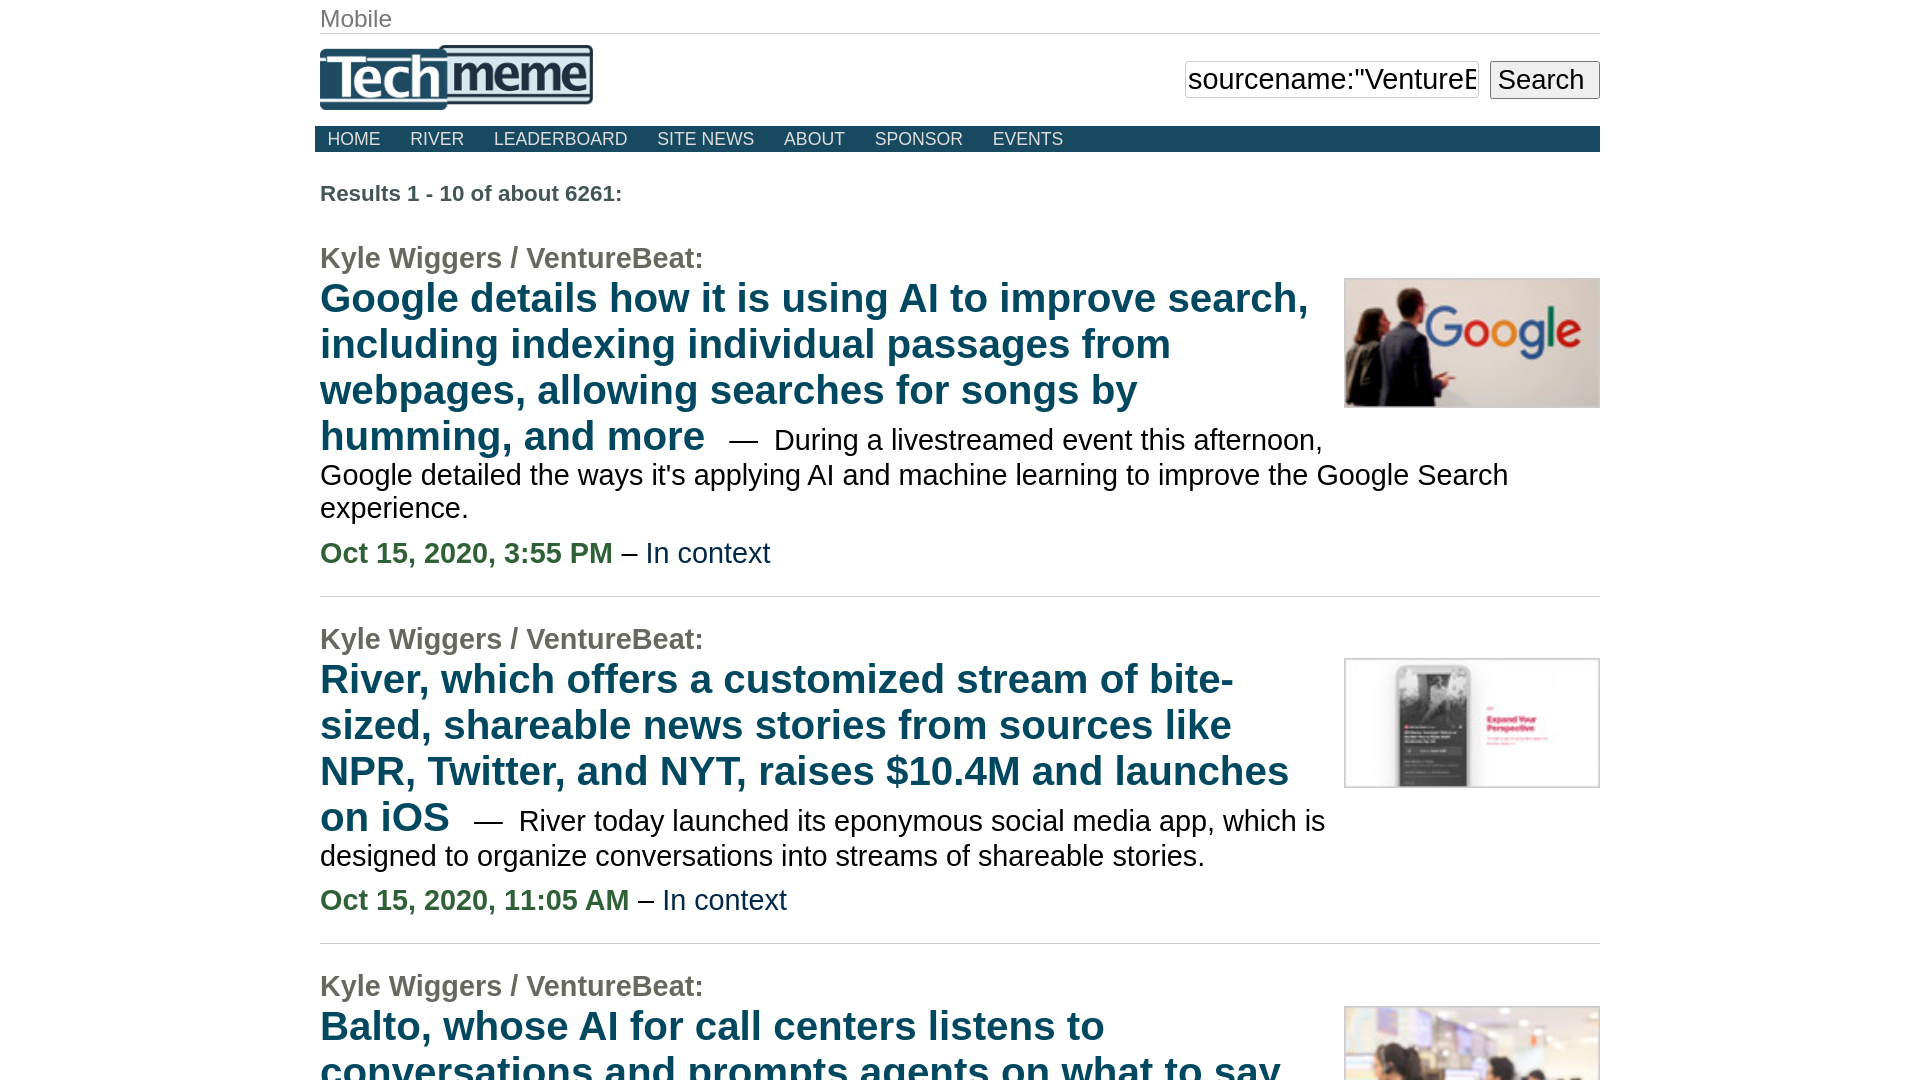 Mobile
Techmeme
sourcename:"VentureB
Search
HOME RIVER LEADERBOARD SITE NEWS ABOUT SPONSOR EVENTS
Results 1 - 10 of about 6261:
Kyle Wiggers / VentureBeat:
Google details how it is using AI to improve search,
including indexing individual passages from
webpages, allowing searches for songs by
humming, and more — During a livestreamed event this afternoon,
Google detailed the ways it's applying AI and machine learning to improve the Google Search
experience.
Google
Oct 15, 2020, 3:55 PM – In context
Kyle Wiggers / VentureBeat:
River, which offers a customized stream of bite-
sized, shareable news stories from sources like
NPR, Twitter, and NYT, raises $10.4M and launches
on iOS — River today launched its eponymous social media app, which is
designed to organize conversations into streams of shareable stories.
Expand Your
Perspective
Oct 15, 2020, 11:05 AM – In context
Kyle Wiggers / VentureBeat:
Balto, whose AI for call centers listens to
conversations and prompts agents on what to say